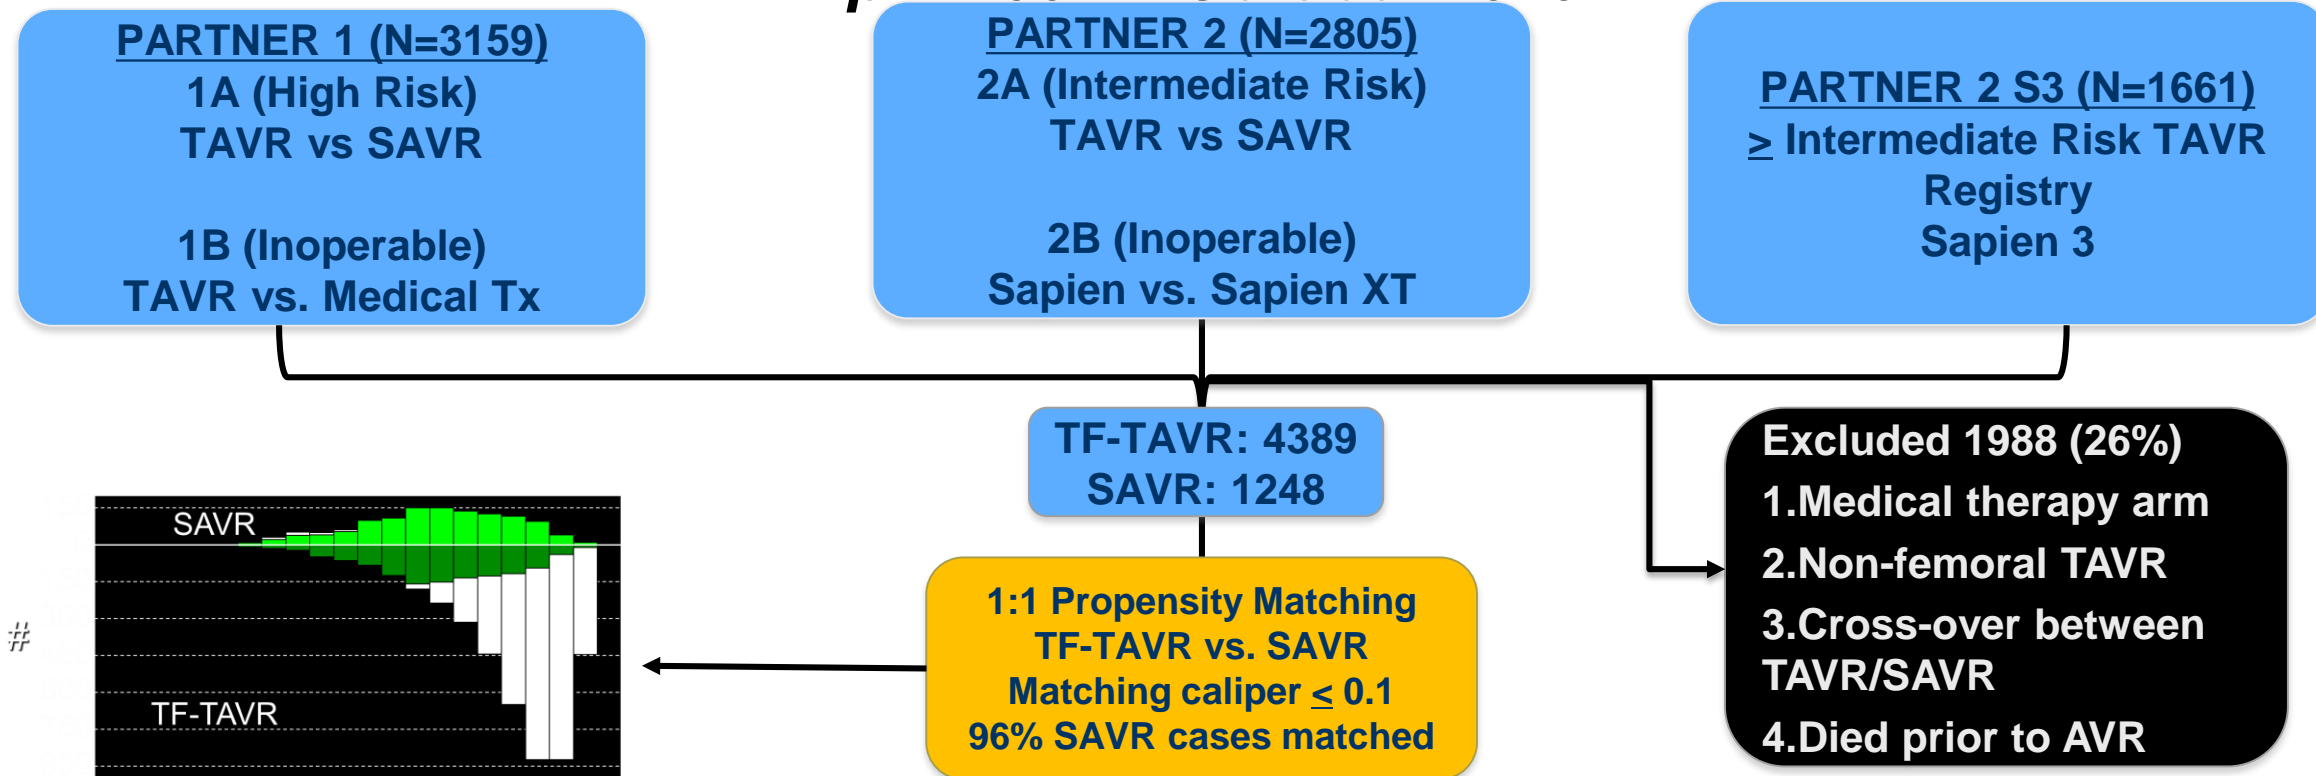 PARTNER 1 (N=3159)
1A (High Risk)
TAVR vs SAVR
1B (Inoperable)
TAVR vs. Medical Tx
PARTNER 2 (N=2805)
2A (Intermediate Risk)
TAVR vs SAVR
2B (Inoperable)
Sapien vs. Sapien XT
PARTNER 2 S3 (N=1661)
≥ Intermediate Risk TAVR
Registry
Sapien 3
TF-TAVR: 4389
SAVR: 1248
Excluded 1988 (26%)
1.Medical therapy arm
2.Non-femoral TAVR
3.Cross-over between
TAVR/SAVR
4.Died prior to AVR
1:1 Propensity Matching
TF-TAVR vs. SAVR
Matching caliper ≤ 0.1
96% SAVR cases matched
SAVR
#
TF-TAVR